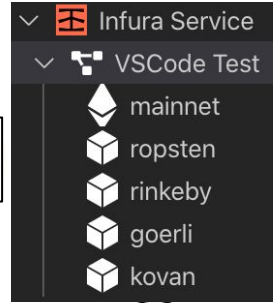 Infura Service
VSCode Test
mainnet
ropsten
rinkeby
goerli
kovan